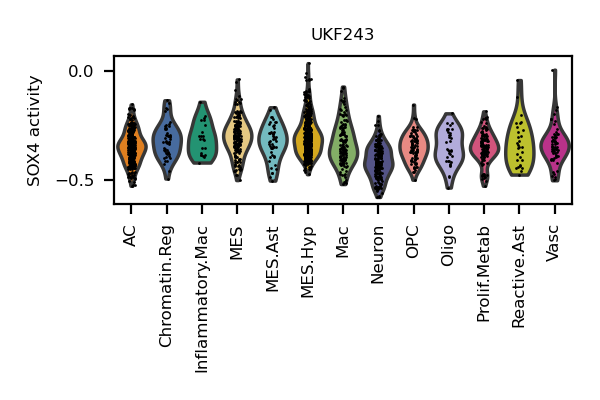 UKF243
SOX4 activity
0.0
−0.5
AC
Chromatin.Reg
Inflammatory.Mac
MES
MES.Ast
MES.Hyp
Mac
Neuron
OPC
Oligo
Prolif.Metab
Reactive.Ast
Vasc